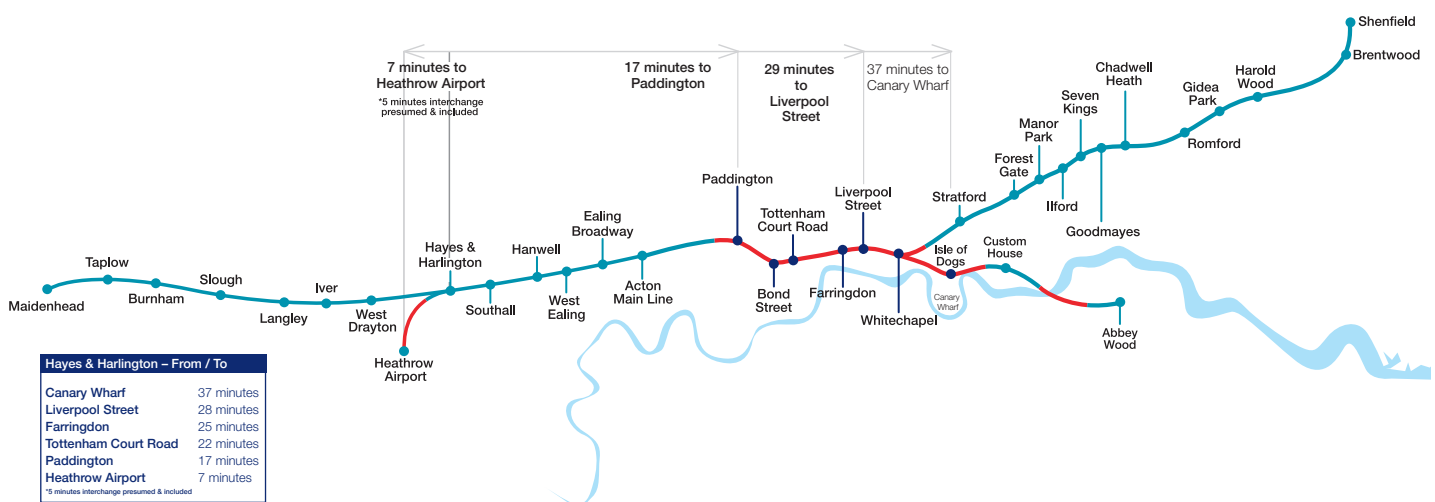 Shenfield
Brentwood
7 minutes to
Heathrow Airport
*5 minutes interchange
presumed & included
17 minutes to
Paddington
29 minutes
to
Liverpool
Street
37 minutes to
Canary Wharf
Chadwell
Heath
Harold
Wood
Gidea
Park
Seven
Kings
Manor
Park
Romford
Forest
Gate
Ilford
Goodmayes
Paddington
Liverpool
Street
Stratford
Tottenham
Court Road
Ealing
Broadway
Hayes &
Harlington
Hanwell
Isle of
Dogs
Custom
House
Taplow
Slough
Iver
Maidenhead
Burnham
Langley
West
Drayton
Southall
West
Ealing
Acton
Main Line
Bond
Street
Farringdon
Whitechapel
Canary
Wharf
Abbey
Wood
Heathrow
Airport
Hayes & Harlington – From / To
Canary Wharf 37 minutes
Liverpool Street 28 minutes
Farringdon 25 minutes
Tottenham Court Road 22 minutes
Paddington 17 minutes
Heathrow Airport 7 minutes
*5 minutes interchange presumed & included